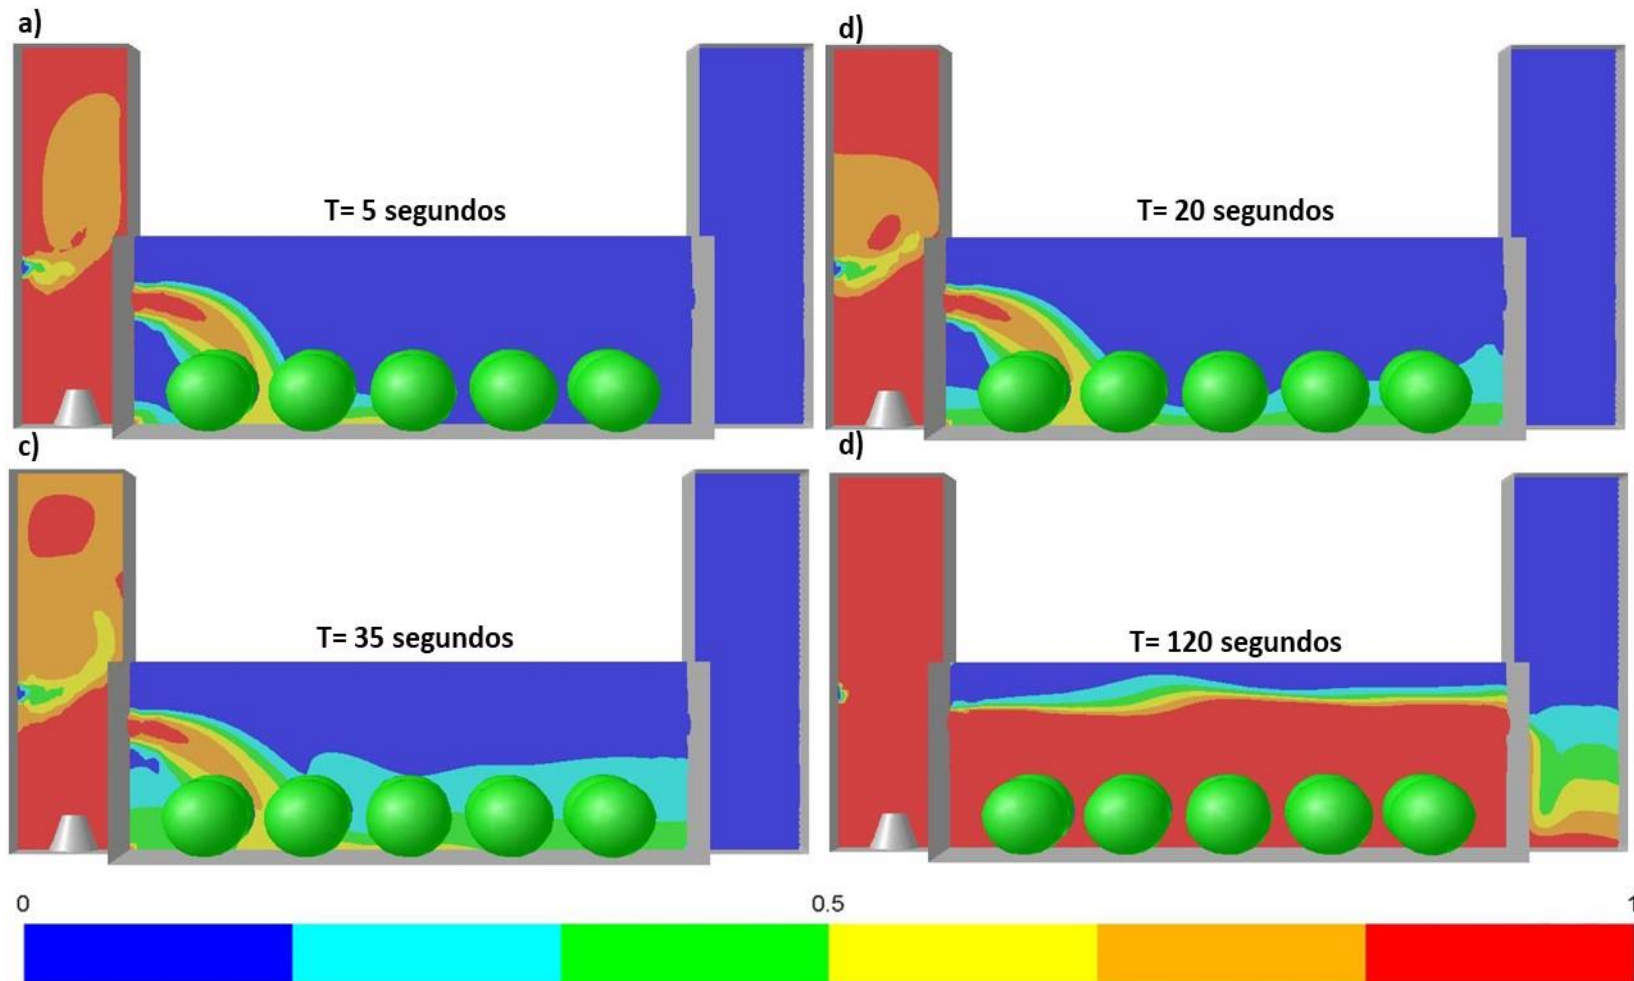 a)
T= 5 segundos
d)
T= 20 segundos
c)
T= 35 segundos
d)
T= 120 segundos
0 0.5 1